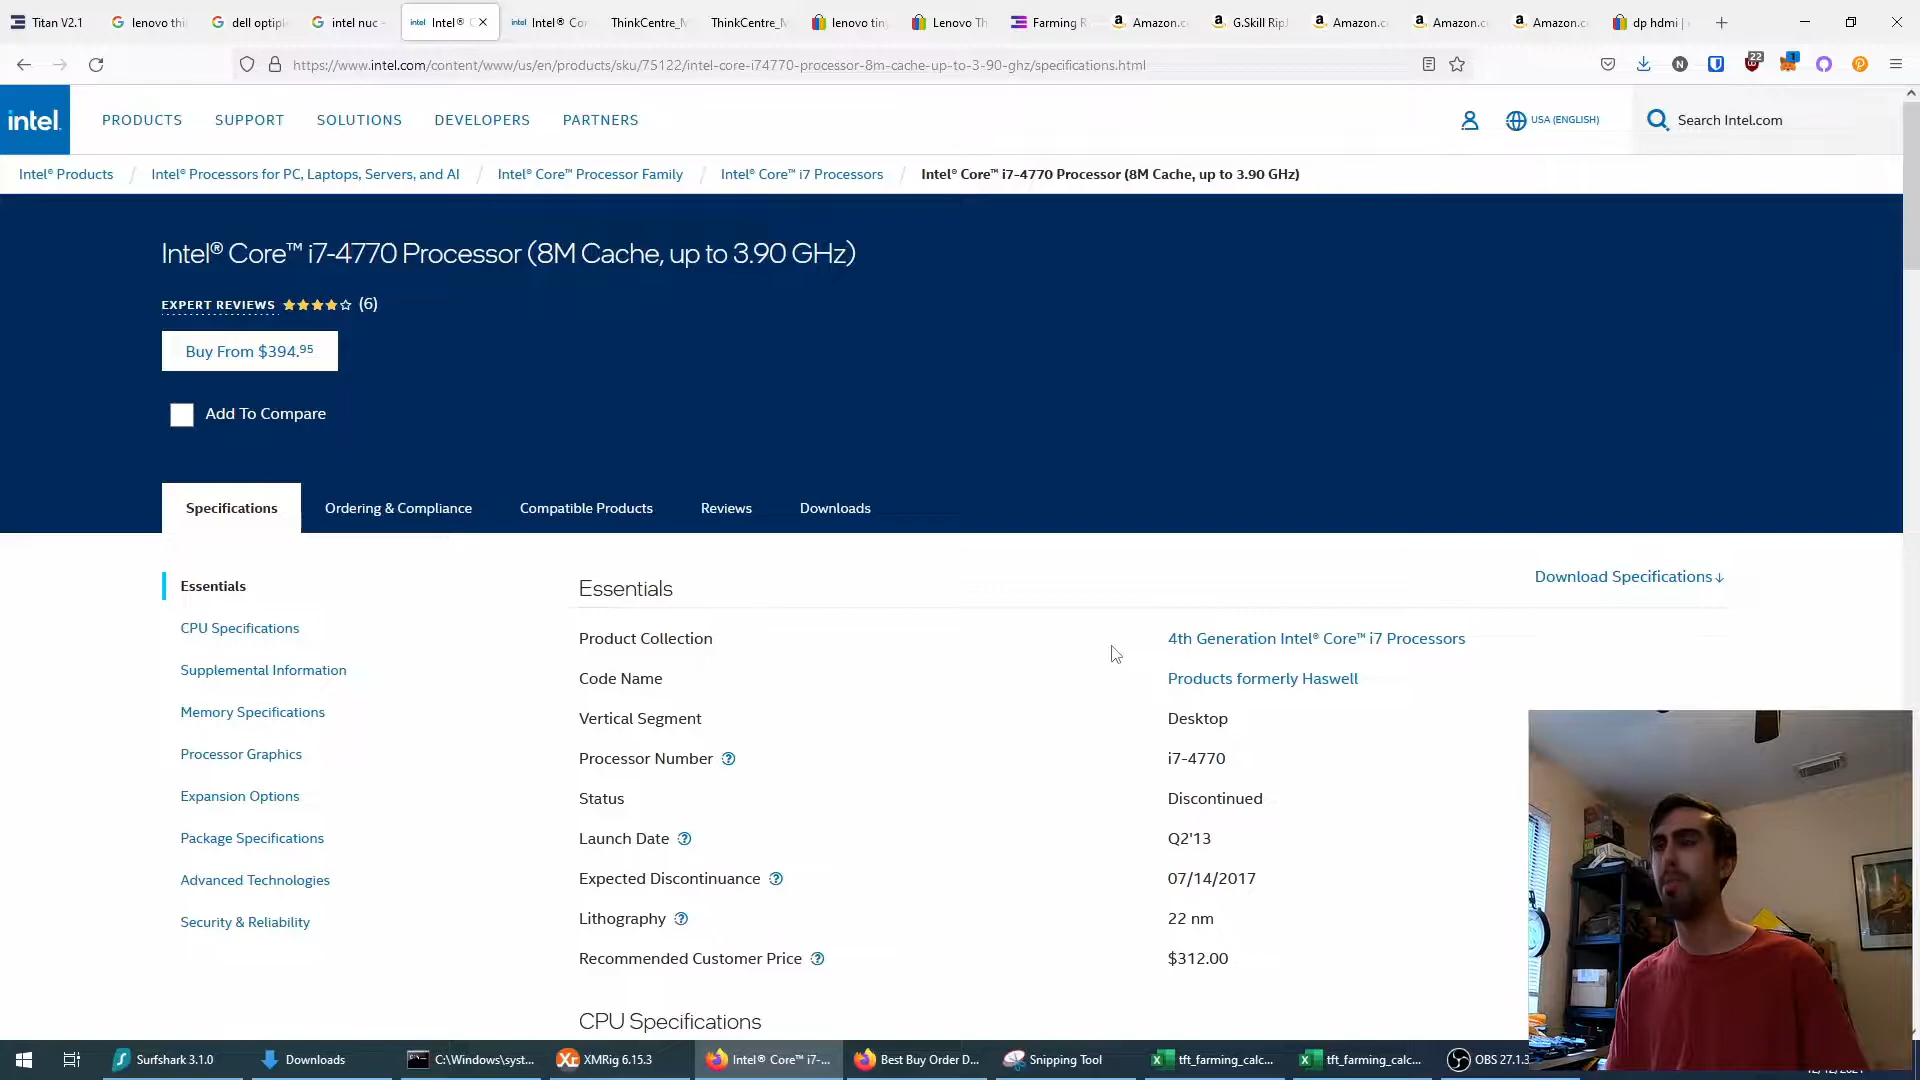 Titan V2.1
lenovo thi
dell optipl
intel nuc -
intel
Intel® C
intel
Intel® Co
ThinkCentre_M
ThinkCentre_M
lenovo tiny
Lenovo Th
Farming R
Amazon.c
G.Skill Rip
Amazon.c
Amazon.c
Amazon.c
dp hdmi |
https://www.intel.com/content/www/us/en/products/sku/75122/intel-core-i74770-processor-8m-cache-up-to-3-90-ghz/specifications.html
22
intel.
PRODUCTS
SUPPORT
SOLUTIONS
DEVELOPERS
PARTNERS
USA (ENGLISH)
Search Intel.com
Intel® Products / Intel® Processors for PC, Laptops, Servers, and AI / Intel® Core™ Processor Family / Intel® Core™ i7 Processors / Intel® Core™ i7-4770 Processor (8M Cache, up to 3.90 GHz)
Intel® Core™ i7-4770 Processor (8M Cache, up to 3.90 GHz)
EXPERT REVIEWS ★★★★☆ (6)
Buy From $394.95
Add To Compare
Specifications
Ordering & Compliance
Compatible Products
Reviews
Downloads
Essentials
CPU Specifications
Supplemental Information
Memory Specifications
Processor Graphics
Expansion Options
Package Specifications
Advanced Technologies
Security & Reliability
Essentials
Download Specifications↓
Product Collection 4th Generation Intel® Core™ i7 Processors
Code Name Products formerly Haswell
Vertical Segment Desktop
Processor Number ? i7-4770
Status Discontinued
Launch Date ? Q2'13
Expected Discontinuance ? 07/14/2017
Lithography ? 22 nm
Recommended Customer Price ? $312.00
CPU Specifications
Surfshark 3.1.0
Downloads
C:\Windows\syst...
XMRig 6.15.3
Intel® Core™ i7-...
Best Buy Order D...
Snipping Tool
tft_farming_calc...
tft_farming_calc...
OBS 27.1.3